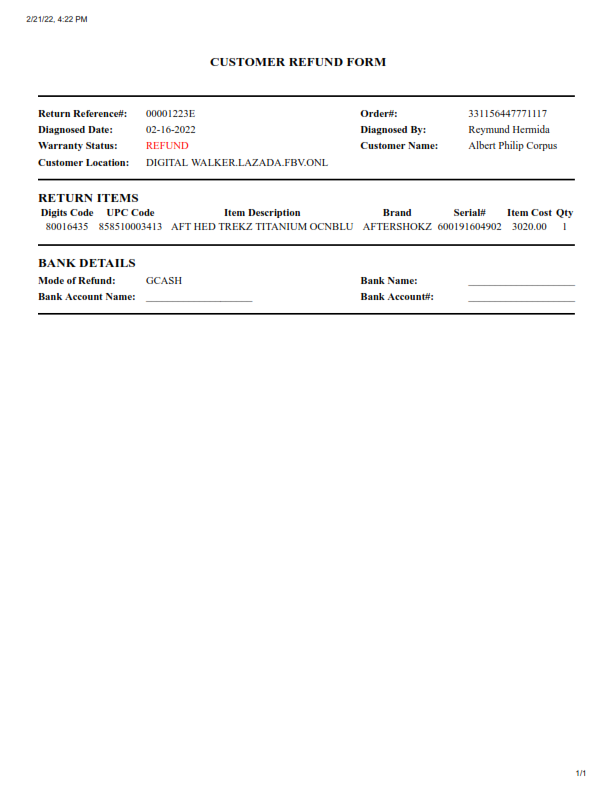 2/21/22, 4:22 PM
CUSTOMER REFUND FORM
Return Reference#: 00001223E Order#: 331156447771117
Diagnosed Date: 02-16-2022 Diagnosed By: Reymund Hermida
Warranty Status: REFUND Customer Name: Albert Philip Corpus
Customer Location: DIGITAL WALKER.LAZADA.FBV.ONL
RETURN ITEMS
Digits Code UPC Code Item Description Brand Serial# Item Cost Qty
80016435 858510003413 AFT HED TREKZ TITANIUM OCNBLU AFTERSHOKZ 600191604902 3020.00 1
BANK DETAILS
Mode of Refund: GCASH Bank Name: ____________________
Bank Account Name: ____________________ Bank Account#: ____________________
1/1